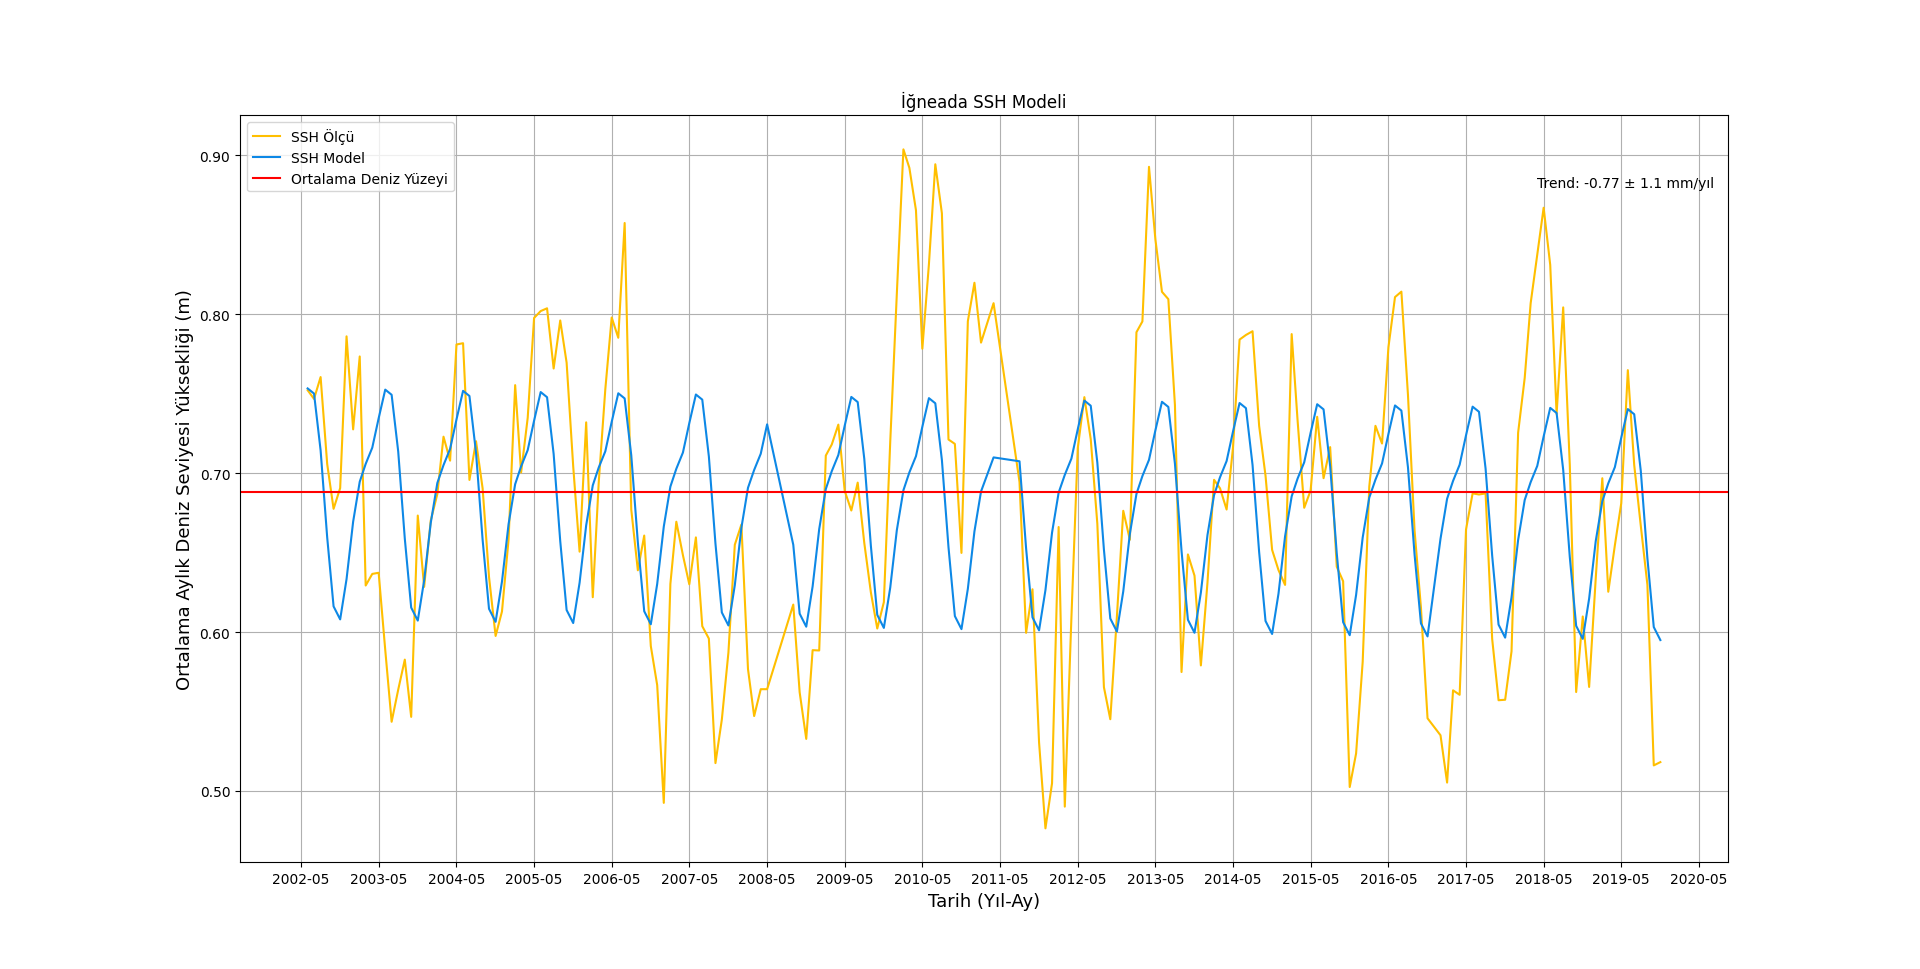 İğneada SSH Modeli
SSH Ölçü
SSH Model
Ortalama Deniz Yüzeyi
Trend: -0.77 ± 1.1 mm/yıl
Ortalama Aylık Deniz Seviyesi Yüksekliği (m)
0.90
0.80
0.70
0.60
0.50
2002-05 2003-05 2004-05 2005-05 2006-05 2007-05 2008-05 2009-05 2010-05 2011-05 2012-05 2013-05 2014-05 2015-05 2016-05 2017-05 2018-05 2019-05 2020-05
Tarih (Yıl-Ay)